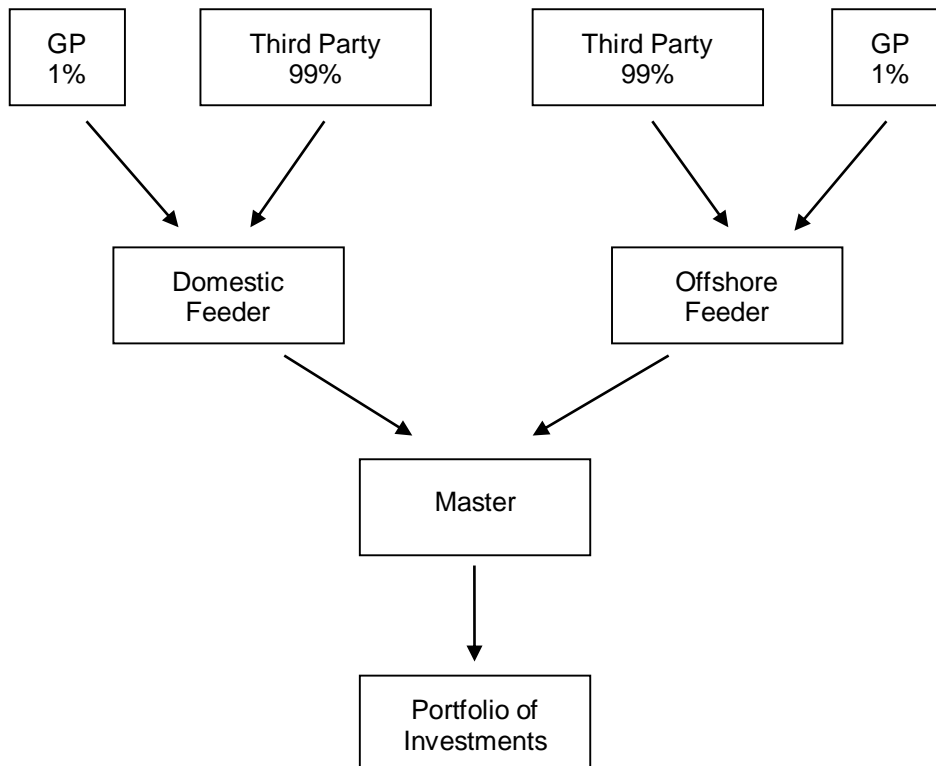 GP
1%
Third Party
99%
Third Party
99%
GP
1%
Domestic
Feeder
Offshore
Feeder
Master
Portfolio of
Investments